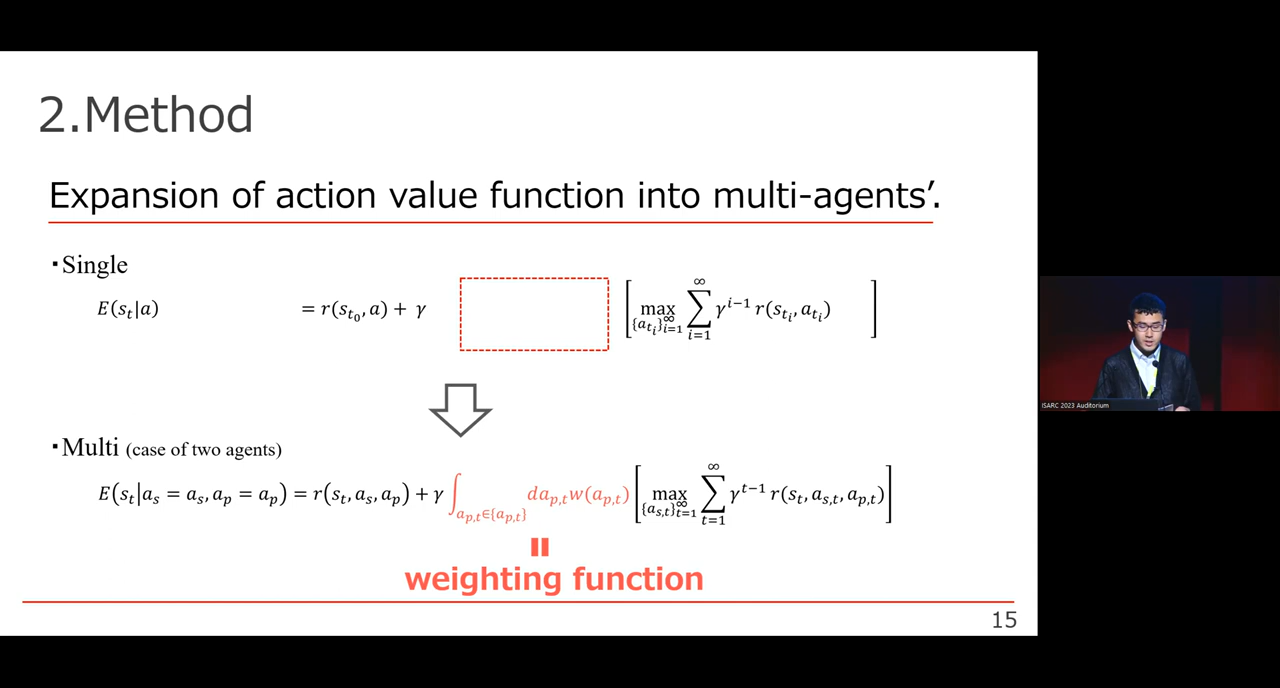 2.Method
Expansion of action value function into multi-agents’.
・Single
E(s_t|a) = r(s_{t_0}, a) + γ [max_{\{a_{t_i}\}_{i=1}^∞} ∑_{i=1}^∞ γ^{i−1} r(s_{t_i}, a_{t_i})]
・Multi (case of two agents)
E(s_t|a_s = a_s, a_p = a_p) = r(s_t, a_s, a_p) + γ ∫_{a_{p,t}∈\{a_{p,t}\}} da_{p,t}w(a_{p,t}) [max_{\{a_{s,t}\}_{t=1}^∞} ∑_{t=1}^∞ γ^{t−1} r(s_t, a_{s,t}, a_{p,t})]
=
weighting function
15
ISARC 2023 Auditorium